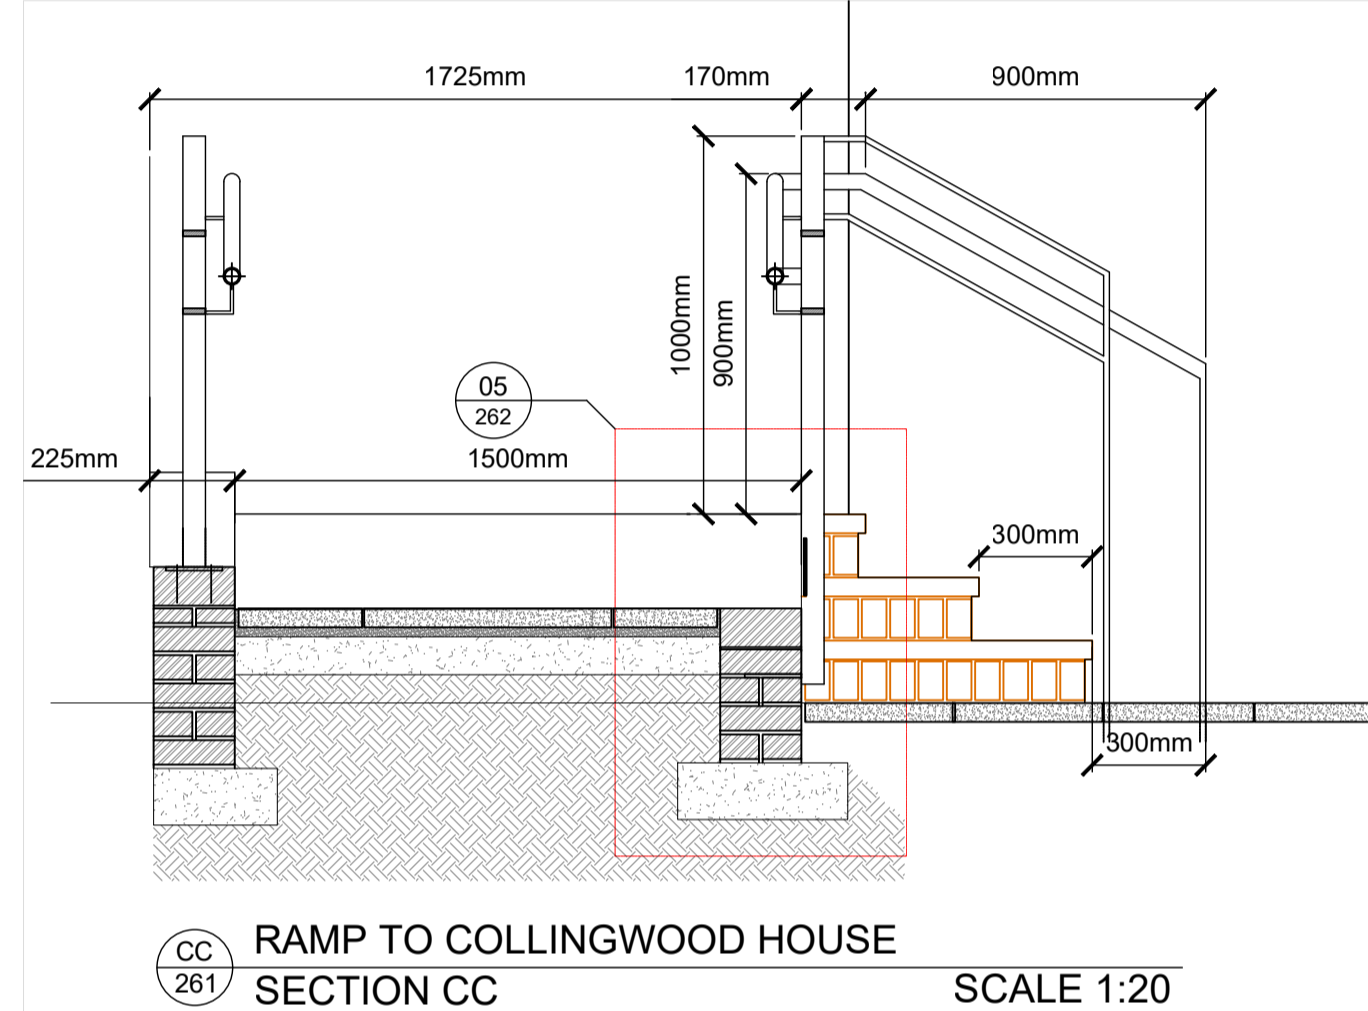 1725mm 170mm 900mm
1000mm
900mm
05
262
225mm
1500mm
300mm
300mm
CC
261
RAMP TO COLLINGWOOD HOUSE
SECTION CC
SCALE 1:20